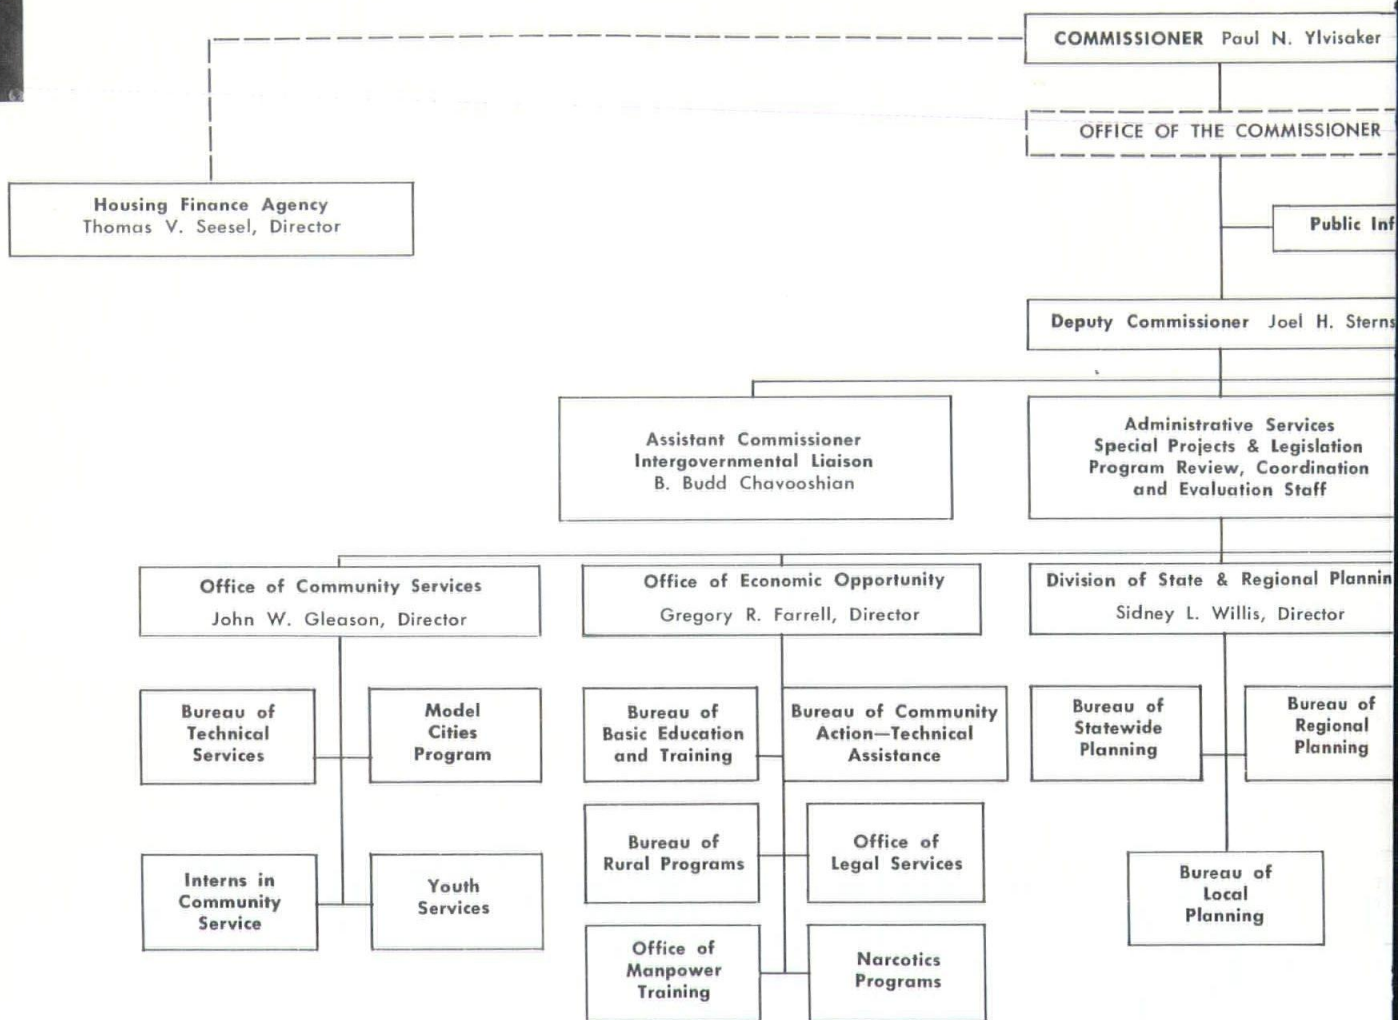 COMMISSIONER Paul N. Ylvisaker
OFFICE OF THE COMMISSIONER
Housing Finance Agency
Thomas V. Seesel, Director
Public Inf
Deputy Commissioner Joel H. Sterns
Assistant Commissioner
Intergovernmental Liaison
B. Budd Chavooshian
Administrative Services
Special Projects & Legislation
Program Review, Coordination
and Evaluation Staff
Office of Community Services
John W. Gleason, Director
Office of Economic Opportunity
Gregory R. Farrell, Director
Division of State & Regional Plannin
Sidney L. Willis, Director
Bureau of
Technical
Services
Model
Cities
Program
Bureau of
Basic Education
and Training
Bureau of Community
Action—Technical
Assistance
Bureau of
Statewide
Planning
Bureau of
Regional
Planning
Interns in
Community
Service
Youth
Services
Bureau of
Rural Programs
Office of
Legal Services
Bureau of
Local
Planning
Office of
Manpower
Training
Narcotics
Programs